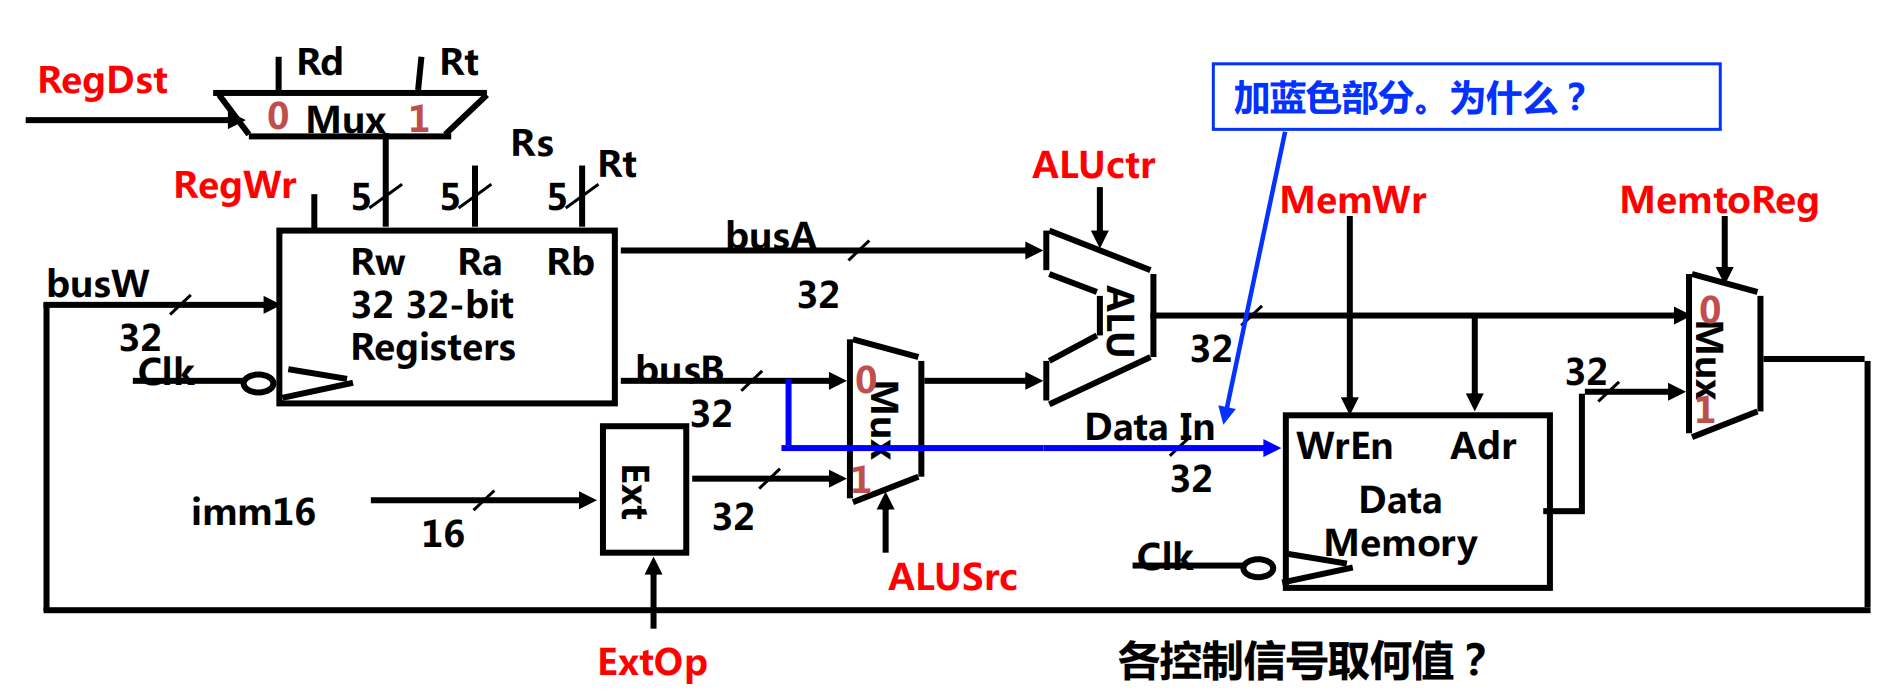 RegDst
Rd
Rt
0 Mux 1
RegWr
5
5
5
Rs
Rt
busW
32
Clk
Rw Ra Rb
32 32-bit
Registers
busA
32
busB
32
imm16
16
Ext
32
ExtOp
0
Mux
1
ALUSrc
ALUctr
ALU
32
加蓝色部分。为什么？
MemWr
MemtoReg
Data In
32
WrEn Adr
Data
Memory
Clk
32
0
Mux
1
各控制信号取何值？